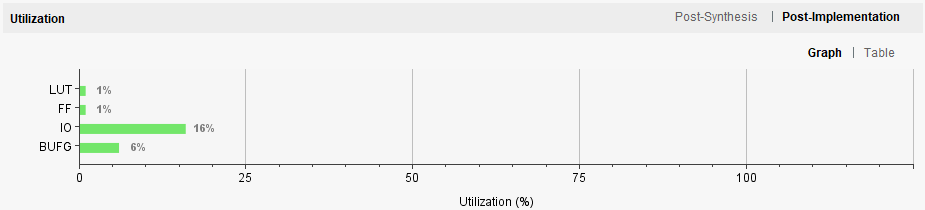 Utilization Post-Synthesis | Post-Implementation
Graph | Table
LUT 1%
FF 1%
IO 16%
BUFG 6%
0 25 50 75 100
Utilization (%)